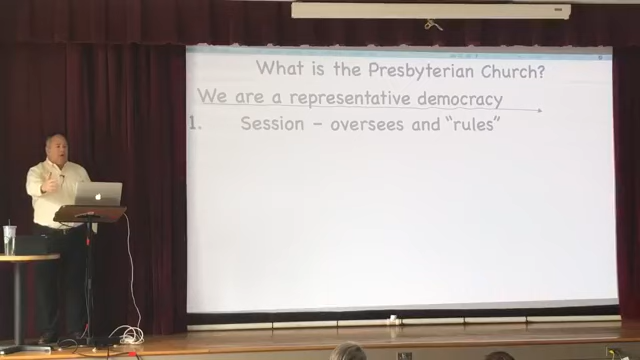 What is the Presbyterian Church?
We are a representative democracy
1. Session – oversees and "rules"